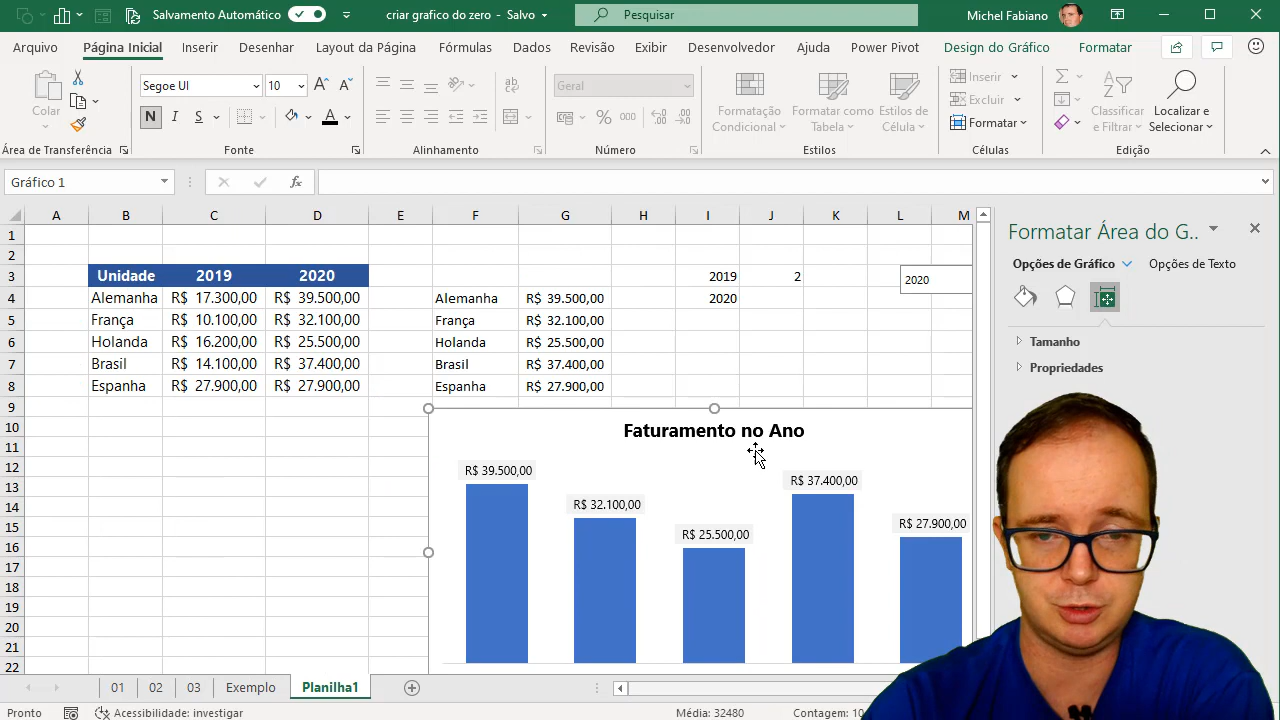 Salvamento Automático
criar grafico do zero - Salvo
Pesquisar
Michel Fabiano
Arquivo Página Inicial Inserir Desenhar Layout da Página Fórmulas Dados Revisão Exibir Desenvolvedor Ajuda Power Pivot Design do Gráfico Formatar
Colar
Área de Transferência
Segoe UI 10
N I S
Fonte
ab
Alinhamento
Geral
% 000
Número
Formatação Condicional
Formatar como Tabela
Estilos de Célula
Estilos
Inserir
Excluir
Formatar
Células
Classificar e Filtrar
Localizar e Selecionar
Edição
Gráfico 1
fx
A B C D E F G H I J K L M
1
2
3 Unidade 2019 2020 2019 2 2020
4 Alemanha R$ 17.300,00 R$ 39.500,00 Alemanha R$ 39.500,00 2020
5 França R$ 10.100,00 R$ 32.100,00 França R$ 32.100,00
6 Holanda R$ 16.200,00 R$ 25.500,00 Holanda R$ 25.500,00
7 Brasil R$ 14.100,00 R$ 37.400,00 Brasil R$ 37.400,00
8 Espanha R$ 27.900,00 R$ 27.900,00 Espanha R$ 27.900,00
9
10
11
12
13
14
15
16
17
18
19
20
21
22
Faturamento no Ano
R$ 39.500,00
R$ 32.100,00
R$ 25.500,00
R$ 37.400,00
R$ 27.900,00
Formatar Área do G..
Opções de Gráfico Opções de Texto
Tamanho
Propriedades
01 02 03 Exemplo Planilha1
Pronto Acessibilidade: investigar Média: 32480 Contagem: 10